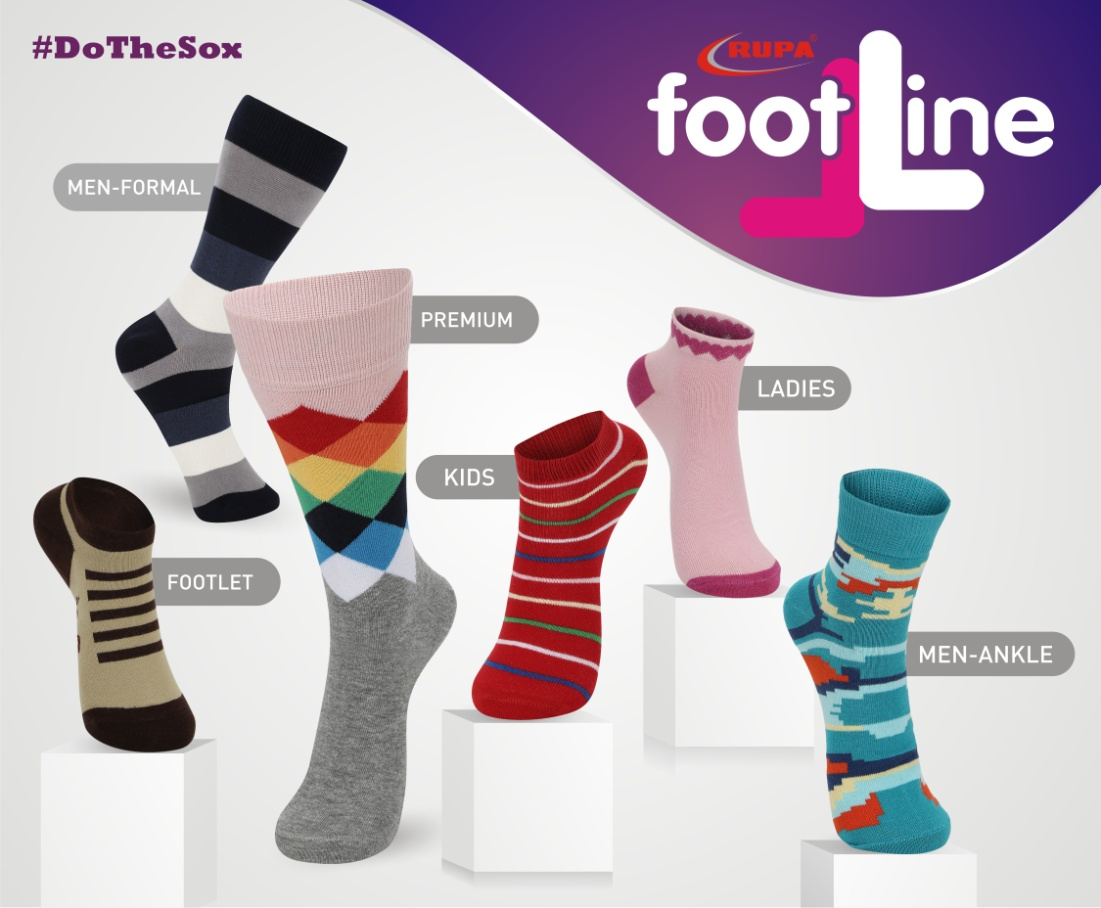 #DoTheSox
RUPA®
footLine
MEN-FORMAL
PREMIUM
LADIES
KIDS
FOOTLET
MEN-ANKLE